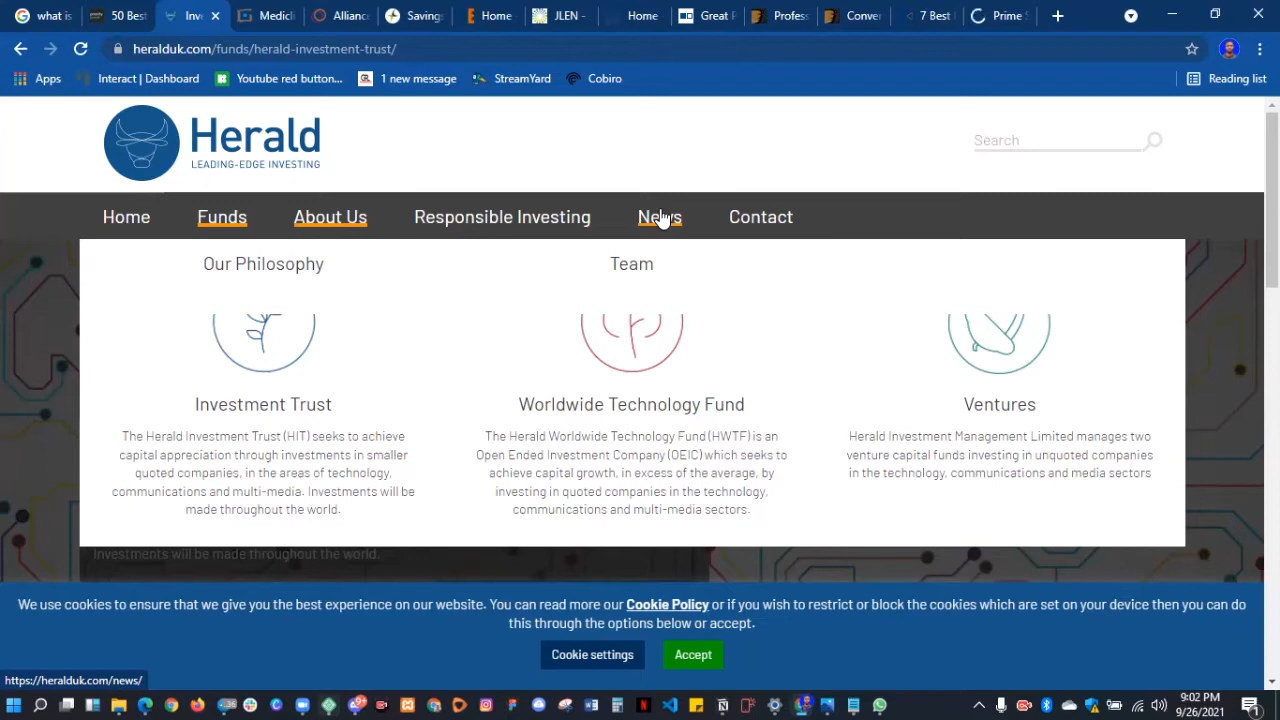 what is
50 Best
Inv
Medici
Allianc
Savings
Home
JLEN -
Home
Great P
Profess
Conver
7 Best
Prime S
heralduk.com/funds/herald-investment-trust/
Apps
Interact | Dashboard
Youtube red button...
1 new message
StreamYard
Cobiro
Reading list
Herald
LEADING-EDGE INVESTING
Search
Home
Funds
About Us
Responsible Investing
News
Contact
Our Philosophy
Team
Investment Trust
The Herald Investment Trust (HIT) seeks to achieve
capital appreciation through investments in smaller
quoted companies, in the areas of technology,
communications and multi-media. Investments will be
made throughout the world.
Worldwide Technology Fund
The Herald Worldwide Technology Fund (HWTF) is an
Open Ended Investment Company (OEIC) which seeks to
achieve capital growth, in excess of the average, by
investing in quoted companies in the technology,
communications and multi-media sectors.
Ventures
Herald Investment Management Limited manages two
venture capital funds investing in unquoted companies
in the technology, communications and media sectors
Investments will be made throughout the world.
We use cookies to ensure that we give you the best experience on our website. You can read more our Cookie Policy or if you wish to restrict or block the cookies which are set on your device then you can do
this through the options below or accept.
Cookie settings
Accept
https://heralduk.com/news/
9:02 PM
9/26/2021